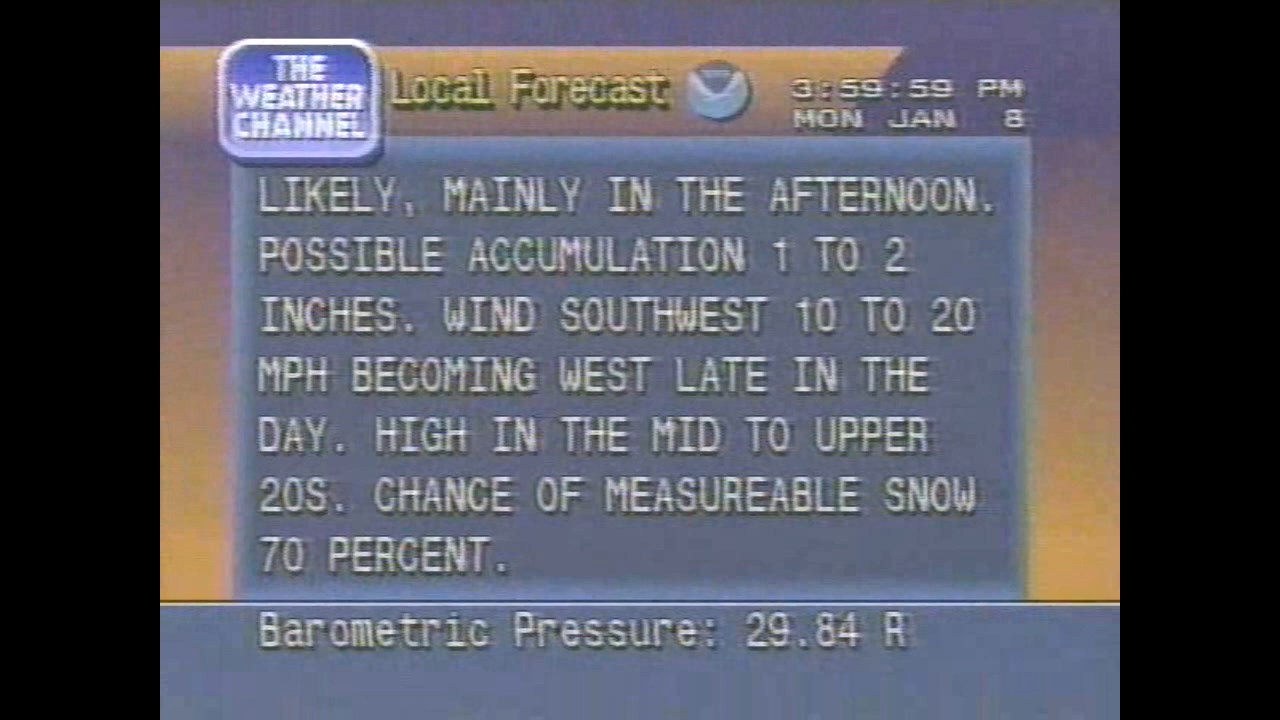 THE
WEATHER
CHANNEL
Local Forecast
3:59:59 PM
MON JAN 8
LIKELY, MAINLY IN THE AFTERNOON.
POSSIBLE ACCUMULATION 1 TO 2
INCHES. WIND SOUTHWEST 10 TO 20
MPH BECOMING WEST LATE IN THE
DAY. HIGH IN THE MID TO UPPER
20S. CHANCE OF MEASUREABLE SNOW
70 PERCENT.
Barometric Pressure: 29.84 R